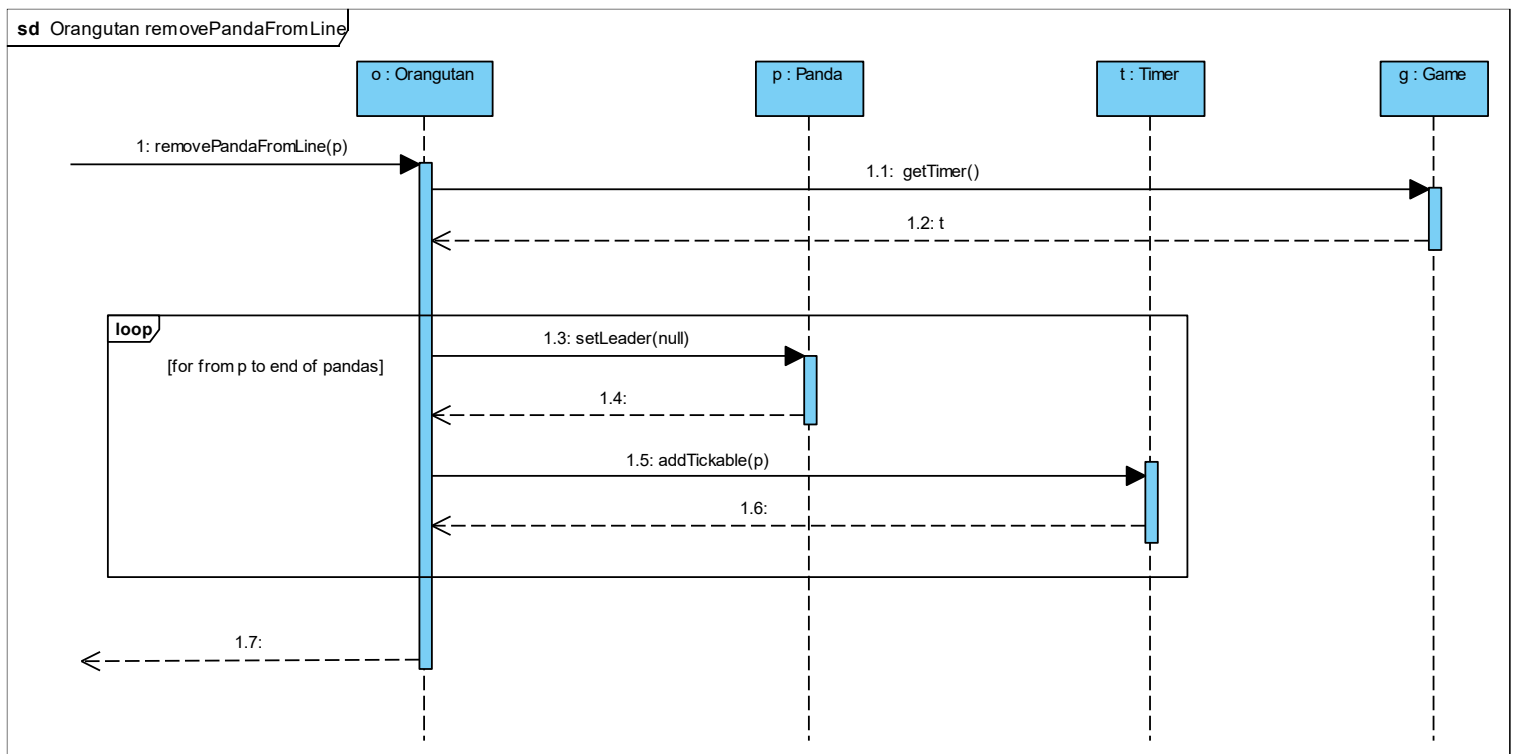 sd Orangutan removePandaFromLine
o : Orangutan
p : Panda
t : Timer
g : Game
1: removePandaFromLine(p)
1.1: getTimer()
1.2: t
loop
1.3: setLeader(null)
[for from p to end of pandas]
1.4:
1.5: addTickable(p)
1.6:
1.7: